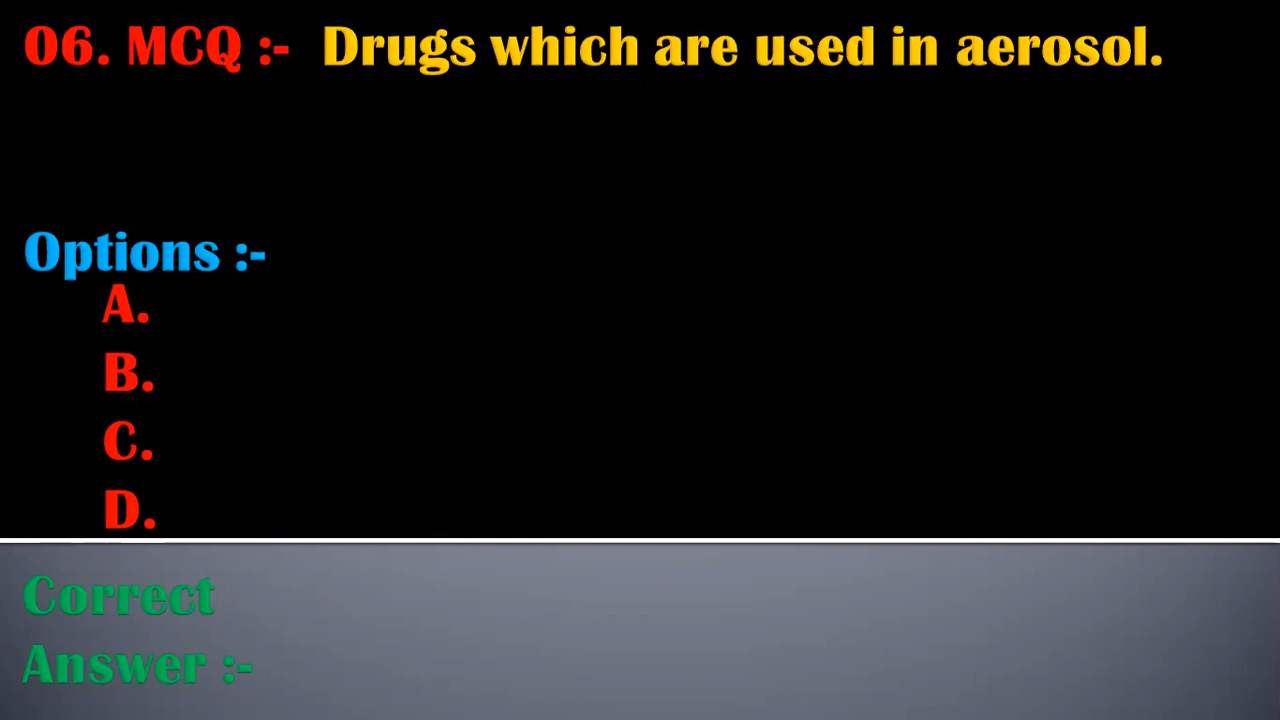 06. MCQ :- Drugs which are used in aerosol.
Options :-
A.
B.
C.
D.
Correct
Answer :-